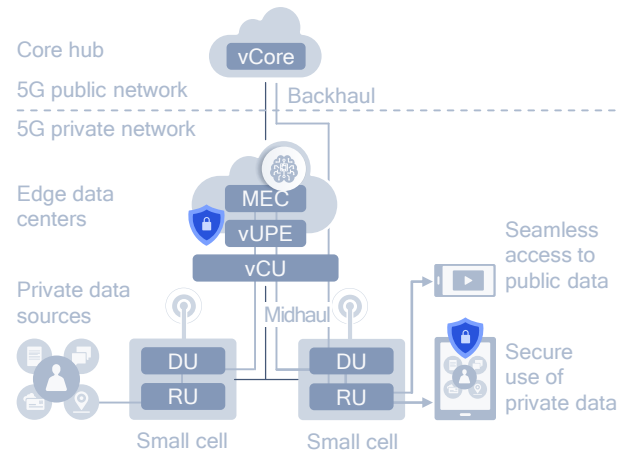 Core hub
vCore
5G public network
Backhaul
5G private network
MEC
Edge data
centers
vUPE
vCU
Seamless
access to
public data
Private data
sources
Midhaul
DU
RU
DU
RU
Secure
use of
private data
Small cell
Small cell